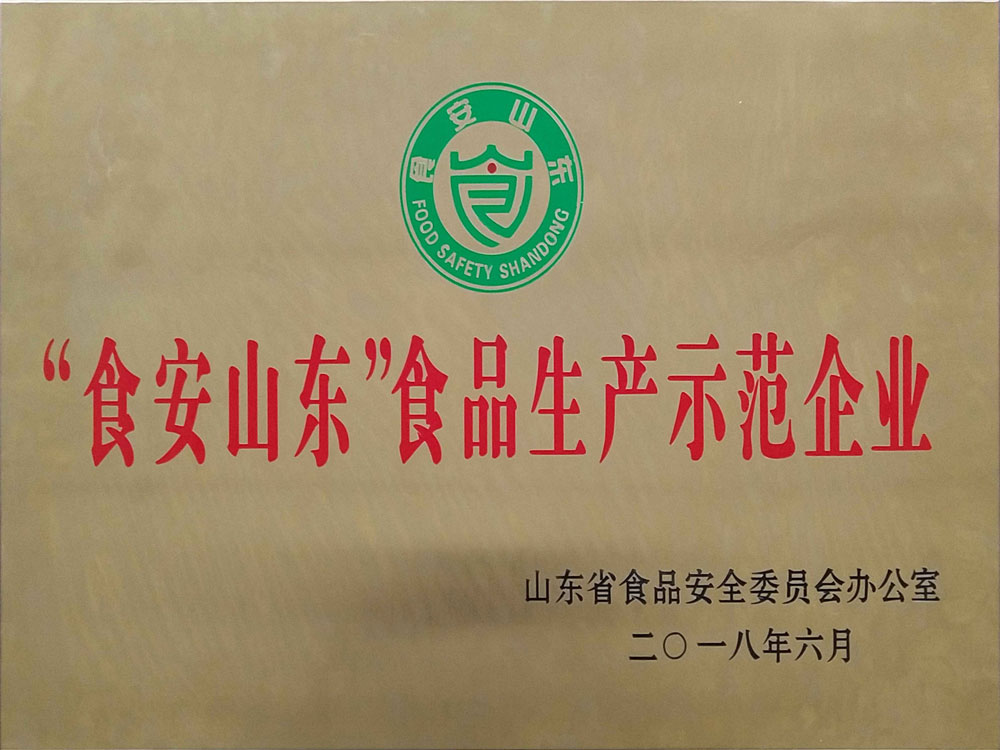 食安山东
FOOD SAFETY SHANDONG
“食安山东”食品生产示范企业
山东省食品安全委员会办公室
二〇一八年六月